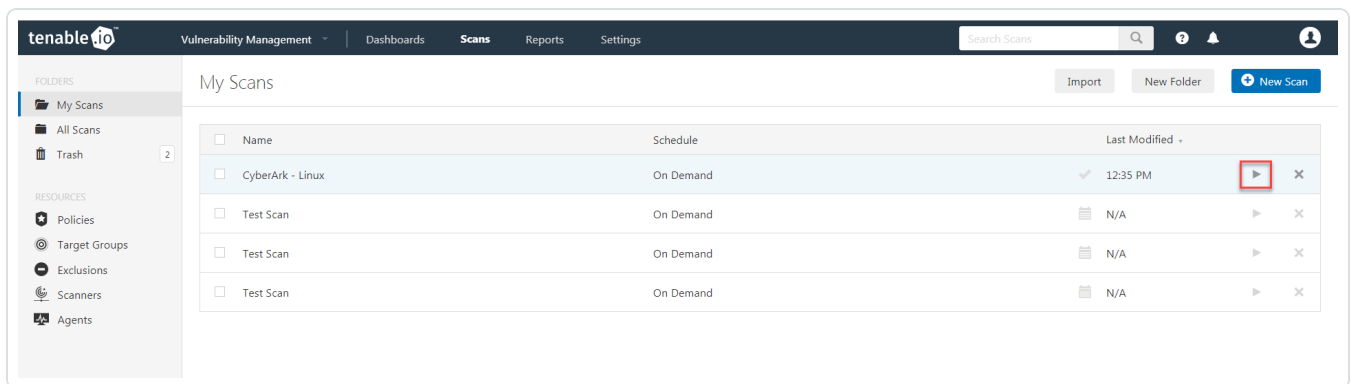 tenable.io™ Vulnerability Management Dashboards Scans Reports Settings Search Scans
FOLDERS
My Scans
All Scans
Trash 2
RESOURCES
Policies
Target Groups
Exclusions
Scanners
Agents
My Scans Import New Folder New Scan
Name Schedule Last Modified
CyberArk - Linux On Demand 12:35 PM
Test Scan On Demand N/A
Test Scan On Demand N/A
Test Scan On Demand N/A